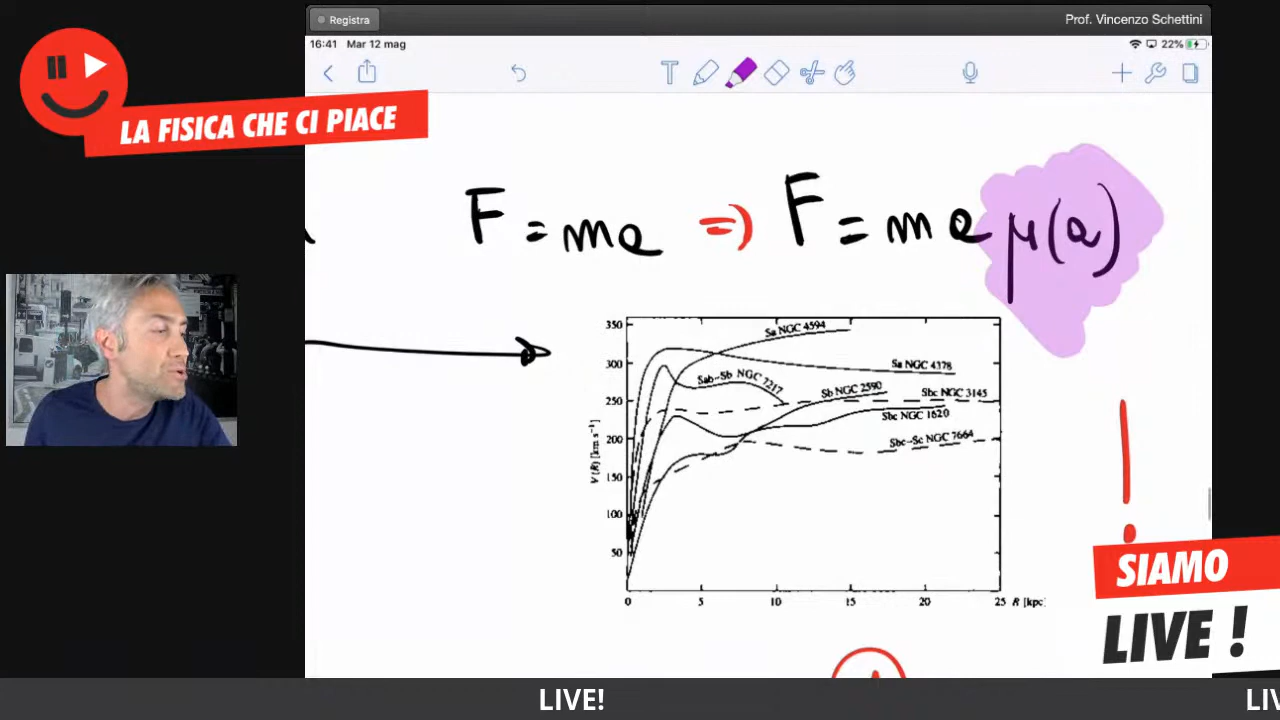 Registra
Prof. Vincenzo Schettini
16:41 Mar 12 mag
22%
LA FISICA CHE CI PIACE
F = ma => F = ma μ(a)
350
300
250
200
150
100
50
V(R) [km s⁻¹]
Sa NGC 4594
Sa NGC 4378
Sab-Sb NGC 7217
Sb NGC 2590
Sbc NGC 3145
Sbc NGC 1620
Sbc-Sc NGC 7664
0 5 10 15 20 25 R [kpc]
!
SIAMO
LIVE !
LIVE!
LI